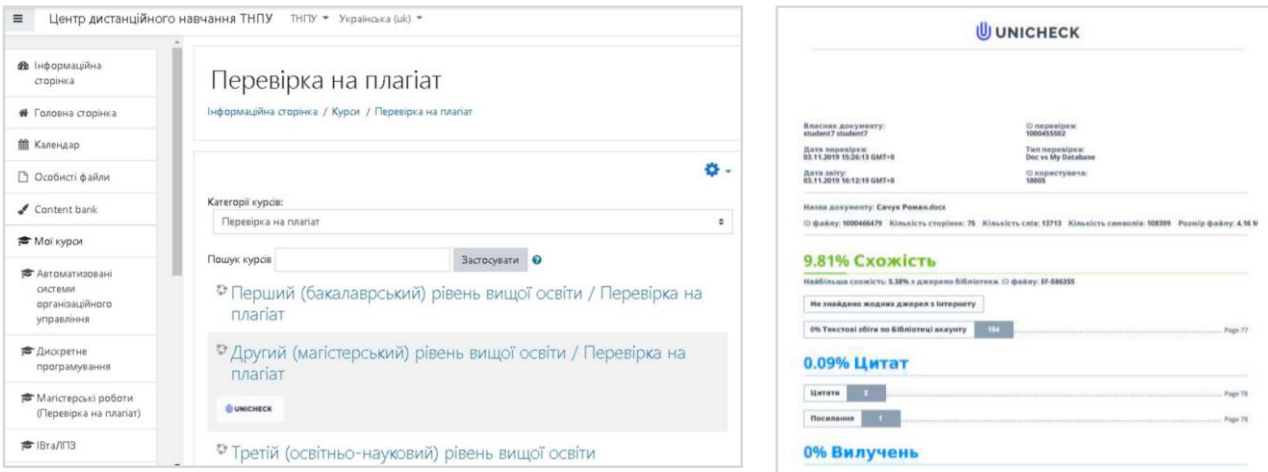 Центр дистанційного навчання ТНПУ ТНПУ Українська (uk)
Інформаційна
сторінка
Головна сторінка
Календар
Особисті файли
Content bank
Мої курси
Автоматизовані
системи
організаційного
управління
Дискретне
програмування
Магістерські роботи
(Перевірка на плагіат)
ІВтаЛПЗ
Перевірка на плагіат
Інформаційна сторінка / Курси / Перевірка на плагіат
Категорії курсів:
Перевірка на плагіат
Пошук курсів Застосувати
Перший (бакалаврський) рівень вищої освіти / Перевірка на
плагіат
Другий (магістерський) рівень вищої освіти / Перевірка на
плагіат
UNICHECK
Третій (освітньо-науковий) рівень вищої освіти
UNICHECK
Власник документу: ID перевірки:
student7 student7 1000455502
Дата перевірки: Тип перевірки:
03.11.2019 15:26:13 GMT+0 Doc vs My Database
Дата звіту: ID користувача:
03.11.2019 16:12:19 GMT+0 18005
Назва документу: Савук Роман.docx
ID файлу: 1000466479 Кількість сторінок: 75 Кількість слів: 13713 Кількість символів: 108399 Розмір файлу: 4.16 M
9.81% Схожість
Найбільша схожість: 5.38% з джерело бібліотеки. ID файлу: EF-586355
Не знайдено жодних джерел з Інтернету
0% Текстові збіги по Бібліотеці акаунту 154 Page 77
0.09% Цитат
Цитати 2 Page 78
Посилання 1 Page 78
0% Вилучень